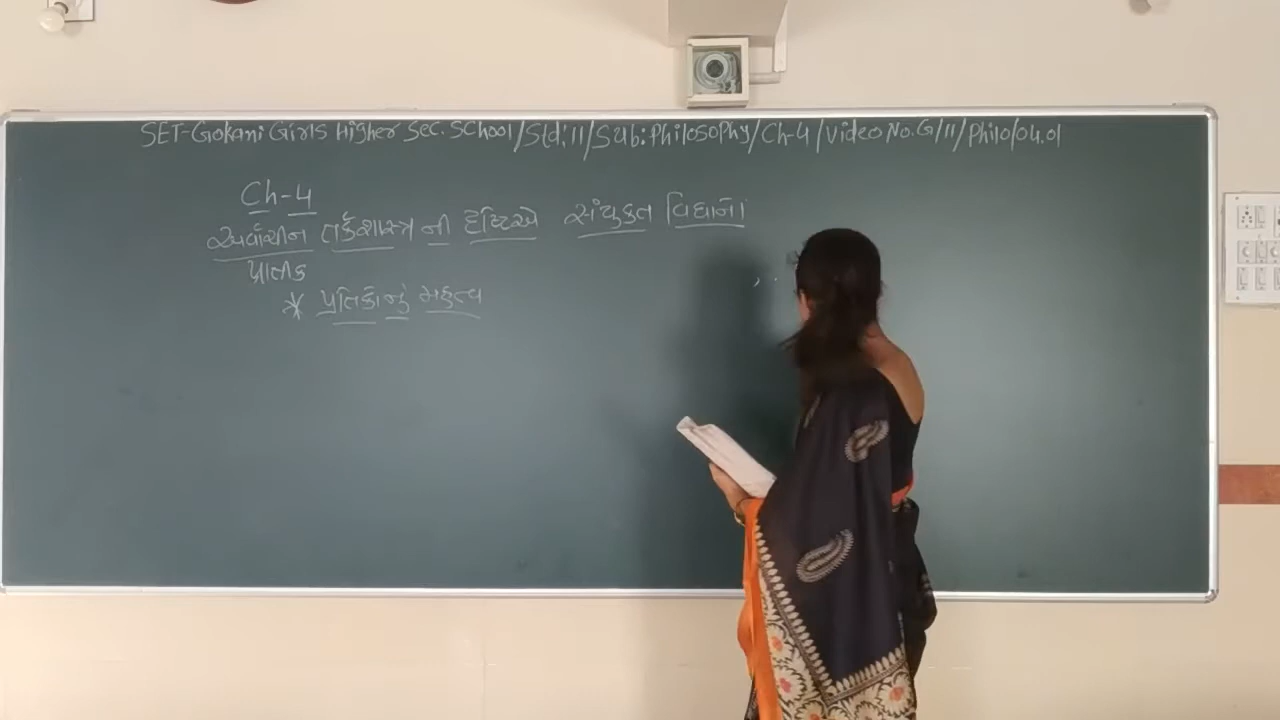 SET-Gokani Girls Higher Sec. School/Std:11/Sub:Philosophy/Ch-4/Video No.G/11/Philo/04.01
Ch-4
અર્વાચીન તર્કશાસ્ત્ર ની દૃષ્ટિએ સંયુક્ત વિધાનો
પ્રતીક
* પ્રતિકોનું મહત્વ